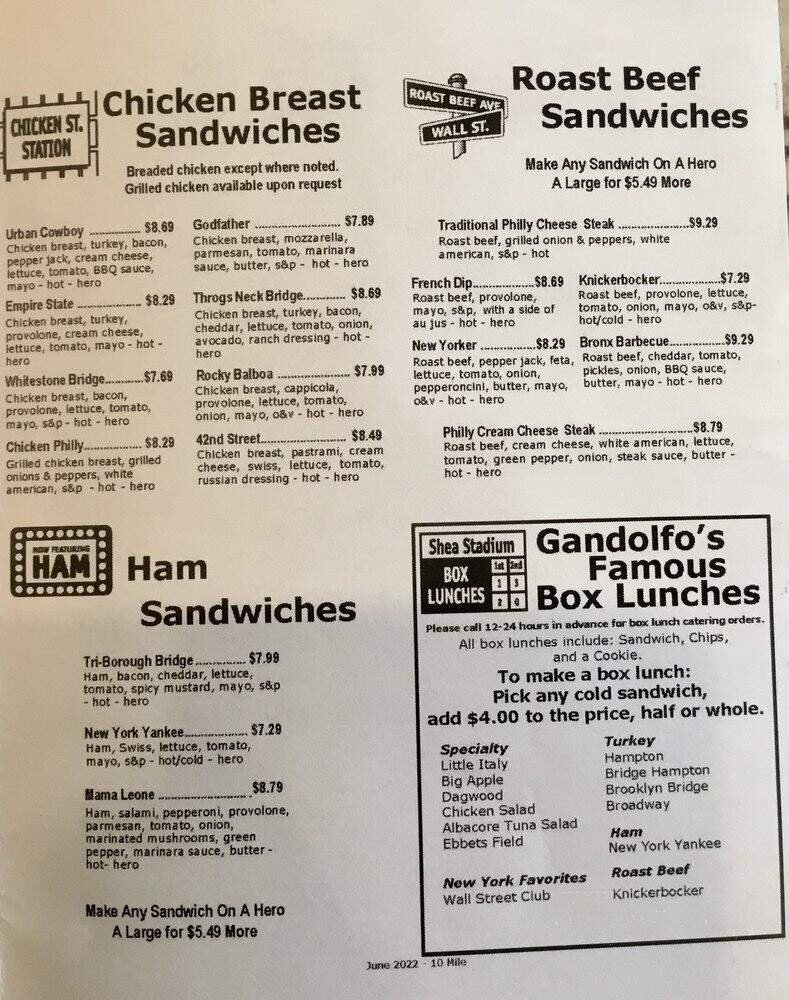 CHICKEN ST.
STATION
Chicken Breast
Sandwiches
Breaded chicken except where noted.
Grilled chicken available upon request
Urban Cowboy ............... $8.69
Chicken breast, turkey, bacon,
pepper jack, cream cheese,
lettuce, tomato, BBQ sauce,
mayo - hot - hero
Empire State ................ $8.29
Chicken breast, turkey,
provolone, cream cheese,
lettuce, tomato, mayo - hot -
hero
Whitestone Bridge...........$7.69
Chicken breast, bacon,
provolone, lettuce, tomato,
mayo, s&p - hot - hero
Chicken Philly................ $8.29
Grilled chicken breast, grilled
onions & peppers, white
american, s&p - hot - hero
Godfather ........................ $7.89
Chicken breast, mozzarella,
parmesan, tomato, marinara
sauce, butter, s&p - hot - hero
Throgs Neck Bridge............ $8.69
Chicken breast, turkey, bacon,
cheddar, lettuce, tomato, onion,
avocado, ranch dressing - hot -
hero
Rocky Balboa .................... $7.99
Chicken breast, cappicola,
provolone, lettuce, tomato,
onion, mayo, o&v - hot - hero
42nd Street........................ $8.49
Chicken breast, pastrami, cream
cheese, swiss, lettuce, tomato,
russian dressing - hot - hero
ROAST BEEF AVE
WALL ST.
Roast Beef
Sandwiches
Make Any Sandwich On A Hero
A Large for $5.49 More
Traditional Philly Cheese Steak ....................$9.29
Roast beef, grilled onion & peppers, white
american, s&p - hot
French Dip..................$8.69
Roast beef, provolone,
mayo, s&p, with a side of
au jus - hot - hero
New Yorker ................$8.29
Roast beef, pepper jack, feta,
lettuce, tomato, onion,
pepperoncini, butter, mayo,
o&v - hot - hero
Knickerbocker.................$7.29
Roast beef, provolone, lettuce,
tomato, onion, mayo, o&v, s&p-
hot/cold - hero
Bronx Barbecue................$9.29
Roast beef, cheddar, tomato,
pickles, onion, BBQ sauce,
butter, mayo - hot - hero
Philly Cream Cheese Steak ........................... $8.79
Roast beef, cream cheese, white american, lettuce,
tomato, green pepper, onion, steak sauce, butter -
hot - hero
NOW FEATURING
HAM
Ham
Sandwiches
Tri-Borough Bridge.............. $7.99
Ham, bacon, cheddar, lettuce,
tomato, spicy mustard, mayo, s&p
- hot - hero
New York Yankee................... $7.29
Ham, Swiss, lettuce, tomato,
mayo, s&p - hot/cold - hero
Mama Leone ..........................$8.79
Ham, salami, pepperoni, provolone,
parmesan, tomato, onion,
marinated mushrooms, green
pepper, marinara sauce, butter -
hot- hero
Make Any Sandwich On A Hero
A Large for $5.49 More
Shea Stadium
BOX
LUNCHES
1st 2nd
1 3
2 0
Gandolfo's
Famous
Box Lunches
Please call 12-24 hours in advance for box lunch catering orders.
All box lunches include: Sandwich, Chips,
and a Cookie.
To make a box lunch:
Pick any cold sandwich,
add $4.00 to the price, half or whole.
Specialty
Little Italy
Big Apple
Dagwood
Chicken Salad
Albacore Tuna Salad
Ebbets Field
New York Favorites
Wall Street Club
Turkey
Hampton
Bridge Hampton
Brooklyn Bridge
Broadway
Ham
New York Yankee
Roast Beef
Knickerbocker
June 2022 - 10 Mile